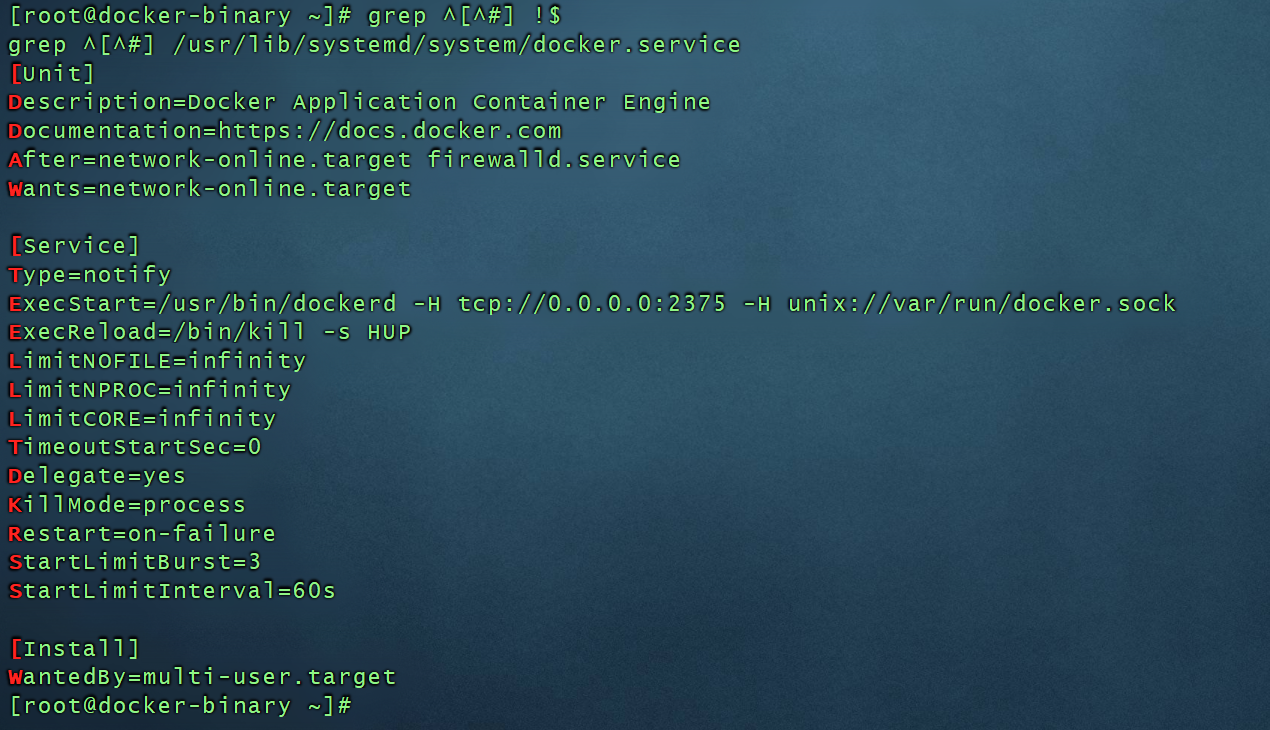 [root@docker-binary ~]# grep ^[^#] !$
grep ^[^#] /usr/lib/systemd/system/docker.service
[Unit]
Description=Docker Application Container Engine
Documentation=https://docs.docker.com
After=network-online.target firewalld.service
Wants=network-online.target

[Service]
Type=notify
ExecStart=/usr/bin/dockerd -H tcp://0.0.0.0:2375 -H unix://var/run/docker.sock
ExecReload=/bin/kill -s HUP
LimitNOFILE=infinity
LimitNPROC=infinity
LimitCORE=infinity
TimeoutStartSec=0
Delegate=yes
KillMode=process
Restart=on-failure
StartLimitBurst=3
StartLimitInterval=60s

[Install]
WantedBy=multi-user.target
[root@docker-binary ~]#